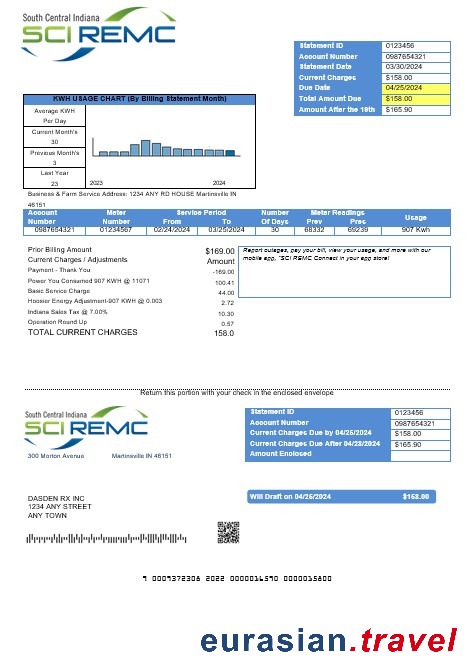 South Central Indiana
SCI REMC
Statement ID 0123456
Account Number 0987654321
Statement Date 03/30/2024
Current Charges $158.00
Due Date 04/25/2024
Total Amount Due $158.00
Amount After the 19th $165.90
KWH USAGE CHART (By Billing Statement Month)
Average KWH
Per Day
Current Month's
30
Previous Month's
3
Last Year
23
2023 2024
Business & Farm Service Address: 1234 ANY RD HOUSE Martinsville IN
46151
Account Number Meter Number Service Period From To Number Of Days Meter Readings Prev Pres Usage
0987654321 01234567 02/24/2024 03/25/2024 30 68332 69239 907 Kwh
Prior Billing Amount $169.00
Current Charges / Adjustments Amount
Payment - Thank You -169.00
Power You Consumed 907 KWH @ 11071 100.41
Basic Service Charge 44.00
Hoosier Energy Adjustment-907 KWH @ 0.003 2.72
Indiana Sales Tax @ 7.00% 10.30
Operation Round Up 0.57
TOTAL CURRENT CHARGES 158.0
Report outages, pay your bill, view your usage, and more with our
mobile app, "SCI REMC Connect in your app store!
Return this portion with your check in the enclosed envelope
South Central Indiana
SCI REMC
300 Morton Avenue Martinsville IN 46151
Statement ID 0123456
Account Number 0987654321
Current Charges Due by 04/25/2024 $158.00
Current Charges Due After 04/23/2024 $165.90
Amount Enclosed
DASDEN RX INC
1234 ANY STREET
ANY TOWN
Will Draft on 04/25/2024 $158.00
9 0009372308 2022 0000016590 0000015800
eurasian.travel